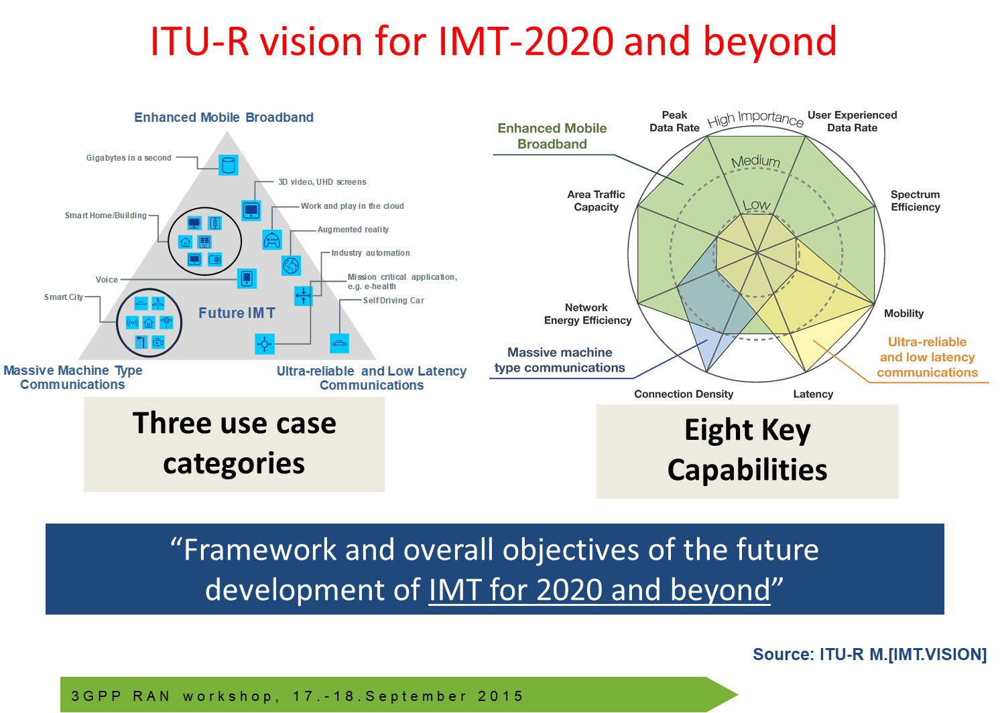 ITU-R vision for IMT-2020 and beyond
Enhanced Mobile Broadband
Gigabytes in a second
3D video, UHD screens
Work and play in the cloud
Smart Home/Building
Augmented reality
Industry automation
Voice
Mission critical application,
e.g. e-health
Smart City
Self Driving Car
Future IMT
Massive Machine Type
Communications
Ultra-reliable and Low Latency
Communications
Three use case
categories
Peak
Data Rate
High Importance
User Experienced
Data Rate
Enhanced Mobile
Broadband
Medium
Area Traffic
Capacity
Low
Spectrum
Efficiency
Network
Energy Efficiency
Mobility
Massive machine
type communications
Ultra-reliable
and low latency
communications
Connection Density
Latency
Eight Key
Capabilities
“Framework and overall objectives of the future
development of IMT for 2020 and beyond”
Source: ITU-R M.[IMT.VISION]
3GPP RAN workshop, 17.-18.September 2015